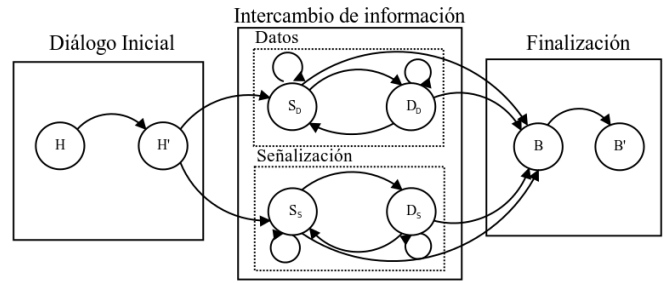 Diálogo Inicial
Intercambio de información
Finalización
Datos
S_D
D_D
H
H'
B
B'
Señalización
S_S
D_S